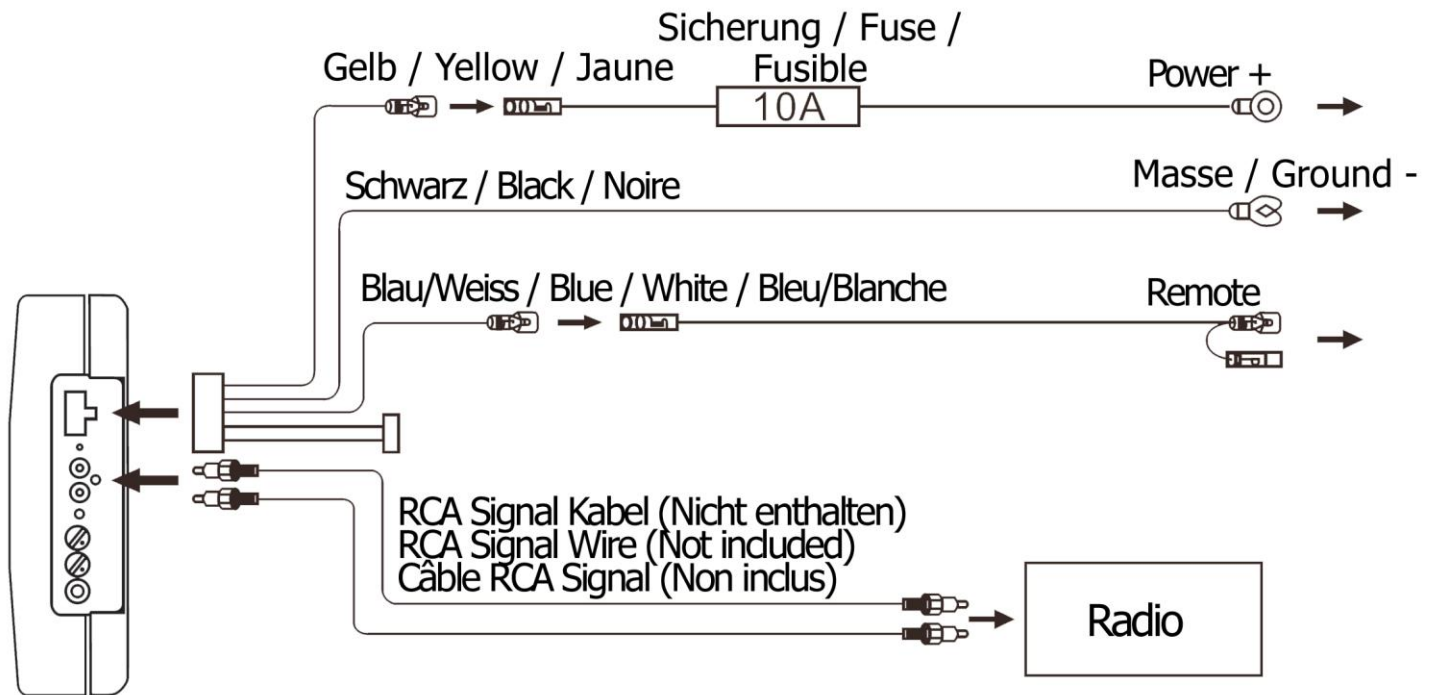 Sicherung / Fuse /
Fusible
Gelb / Yellow / Jaune
10A
Power +
Schwarz / Black / Noire
Masse / Ground -
Blau/Weiss / Blue / White / Bleu/Blanche
Remote
RCA Signal Kabel (Nicht enthalten)
RCA Signal Wire (Not included)
Câble RCA Signal (Non inclus)
Radio